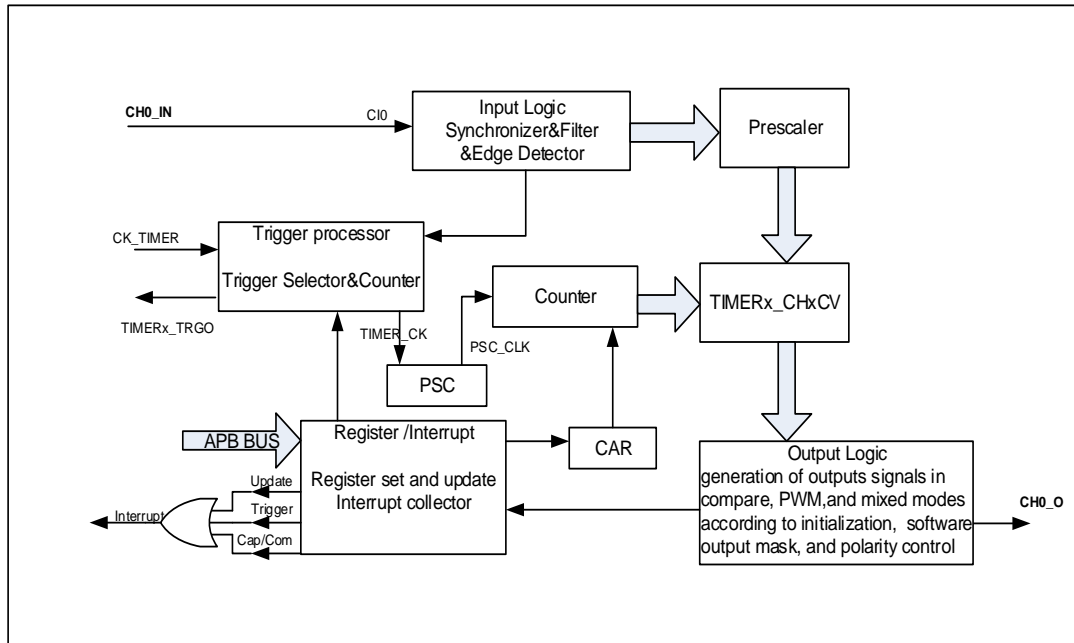 CH0_IN
CI0
Input Logic
Synchronizer&Filter
&Edge Detector
Prescaler
CK_TIMER
Trigger processor
Trigger Selector&Counter
TIMERx_TRGO
TIMER_CK
PSC_CLK
Counter
TIMERx_CHxCV
PSC
APB BUS
Register /Interrupt
Register set and update
Interrupt collector
CAR
Update
Trigger
Cap/Com
Interrupt
Output Logic
generation of outputs signals in
compare, PWM,and mixed modes
according to initialization, software
output mask, and polarity control
CH0_O